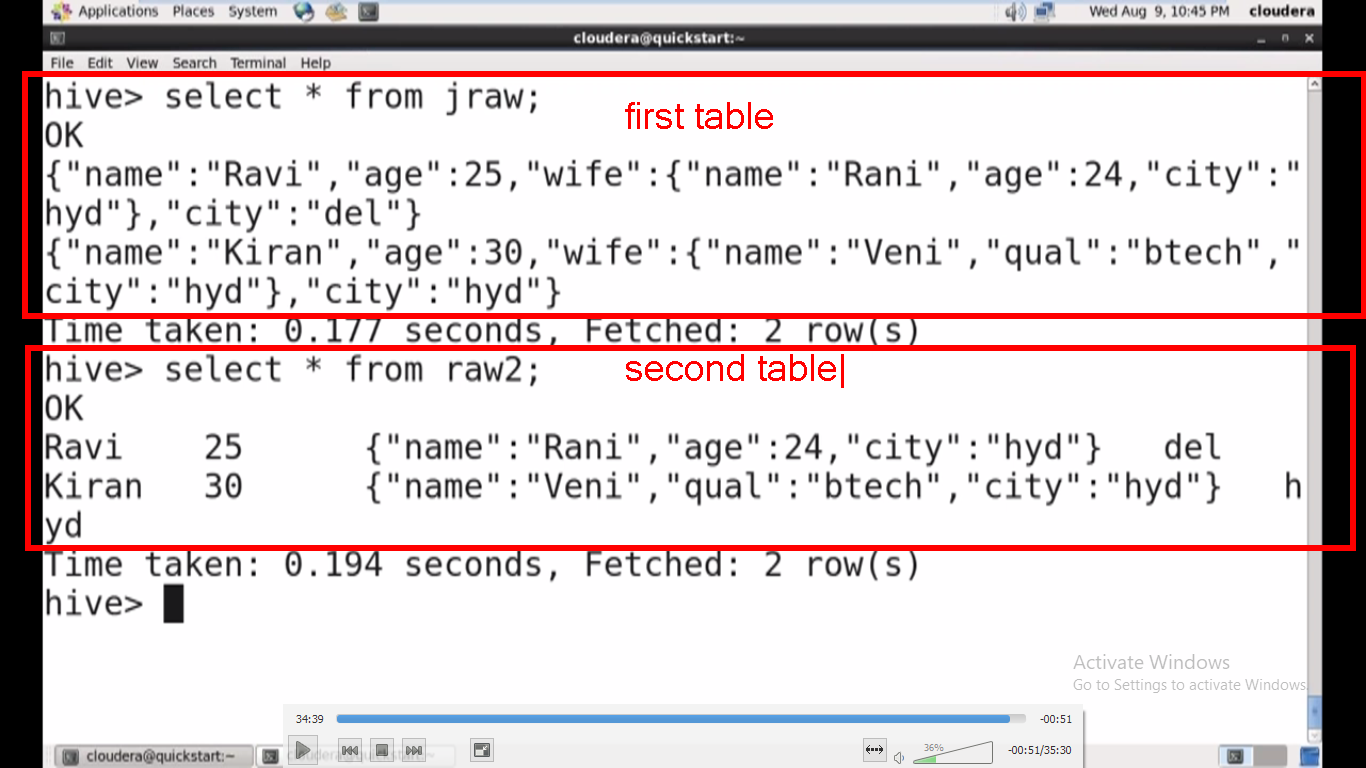 Applications Places System
Wed Aug 9, 10:45 PM cloudera
cloudera@quickstart:~
File Edit View Search Terminal Help
hive> select * from jraw;
first table
OK
{"name":"Ravi","age":25,"wife":{"name":"Rani","age":24,"city":"
hyd"},"city":"del"}
{"name":"Kiran","age":30,"wife":{"name":"Veni","qual":"btech","
city":"hyd"},"city":"hyd"}
Time taken: 0.177 seconds, Fetched: 2 row(s)
hive> select * from raw2;
second table
OK
Ravi 25 {"name":"Rani","age":24,"city":"hyd"} del
Kiran 30 {"name":"Veni","qual":"btech","city":"hyd"} h
yd
Time taken: 0.194 seconds, Fetched: 2 row(s)
hive>
Activate Windows
Go to Settings to activate Windows
34:39 -00:51
36% -00:51/35:30
cloudera@quickstart:~ cloudera@quickstart:~